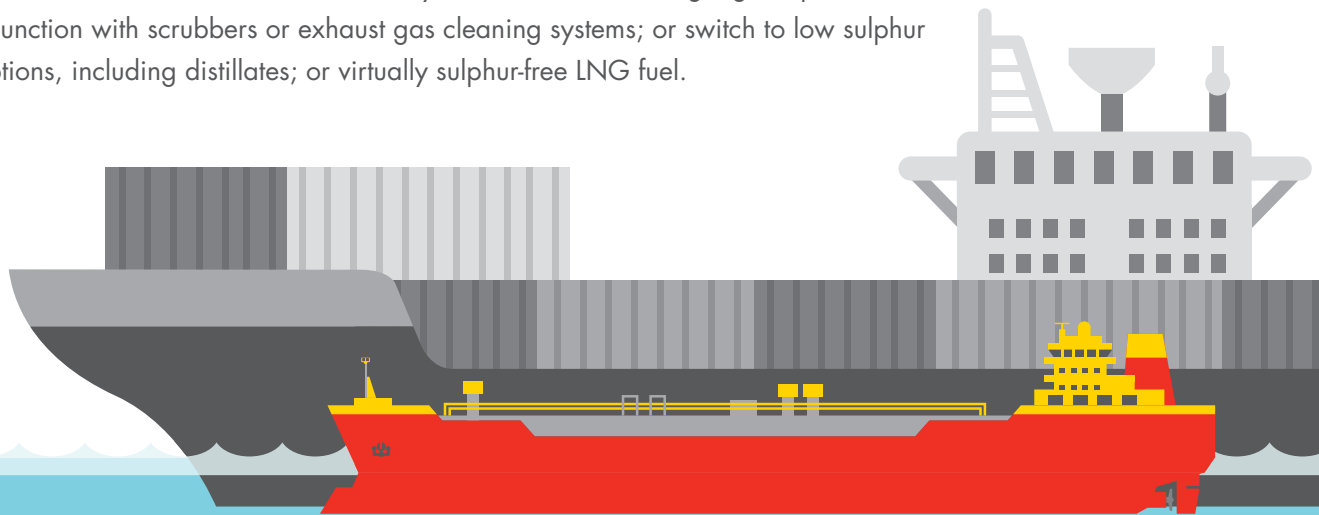 unction with scrubbers or exhaust gas cleaning systems; or switch to low sulphur
tions, including distillates; or virtually sulphur-free LNG fuel.